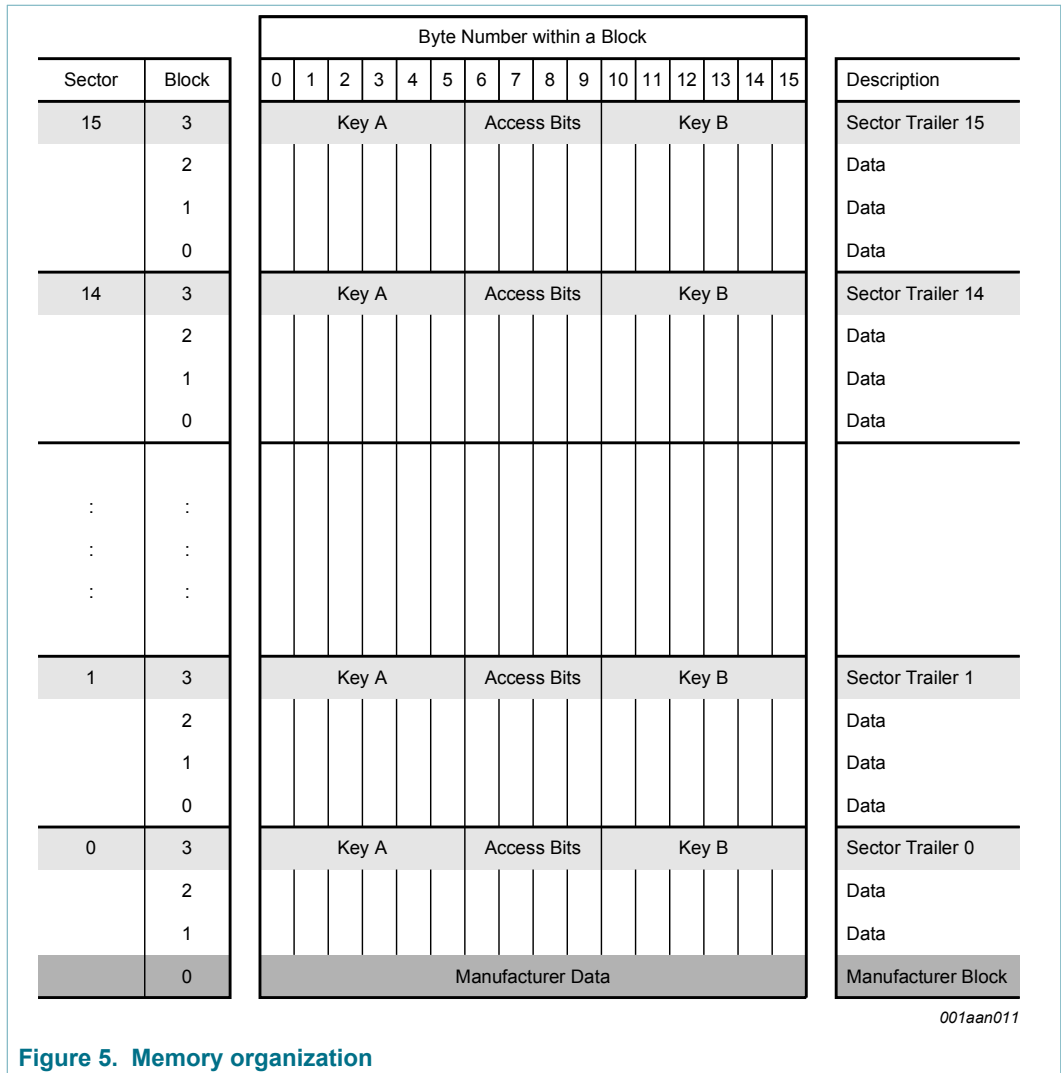 Byte Number within a Block
Sector Block 0 1 2 3 4 5 6 7 8 9 10 11 12 13 14 15 Description
15 3 Key A Access Bits Key B Sector Trailer 15
2 Data
1 Data
0 Data
14 3 Key A Access Bits Key B Sector Trailer 14
2 Data
1 Data
0 Data
: :
: :
: :
1 3 Key A Access Bits Key B Sector Trailer 1
2 Data
1 Data
0 Data
0 3 Key A Access Bits Key B Sector Trailer 0
2 Data
1 Data
0 Manufacturer Data Manufacturer Block
001aan011
Figure 5. Memory organization